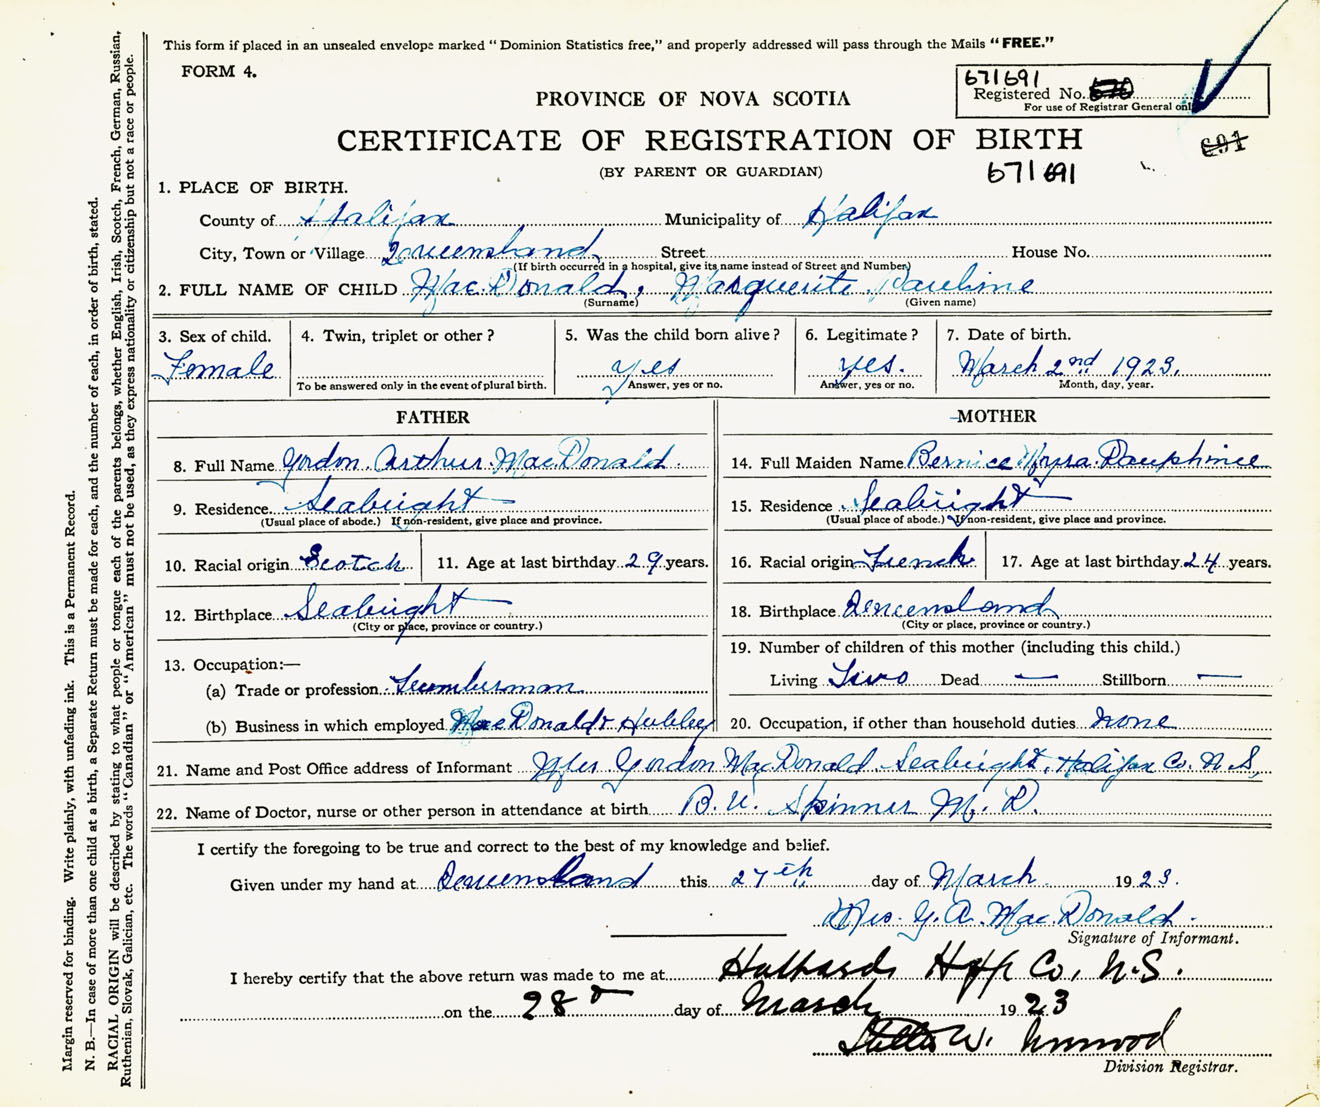 This form if placed in an unsealed envelope marked “Dominion Statistics free,” and properly addressed will pass through the Mails “FREE.”
FORM 4.
671691
Registered No.
For use of Registrar General only
PROVINCE OF NOVA SCOTIA
CERTIFICATE OF REGISTRATION OF BIRTH
691
(BY PARENT OR GUARDIAN)
671691
1. PLACE OF BIRTH.
County of Halifax Municipality of Halifax
City, Town or Village Queensland Street House No.
(If birth occurred in a hospital, give its name instead of Street and Number)
2. FULL NAME OF CHILD MacDonald, Marguerite Pauline
(Surname) (Given name)
3. Sex of child. 4. Twin, triplet or other? 5. Was the child born alive? 6. Legitimate? 7. Date of birth.
Female yes yes. March 2nd 1923.
To be answered only in the event of plural birth. Answer, yes or no. Answer, yes or no. Month, day, year.
FATHER MOTHER
8. Full Name Gordon Arthur MacDonald. 14. Full Maiden Name Bernice Myra Dauphinee
9. Residence Seabright 15. Residence Seabright
(Usual place of abode.) If non-resident, give place and province. (Usual place of abode.) If non-resident, give place and province.
10. Racial origin Scotch 11. Age at last birthday 29 years. 16. Racial origin French 17. Age at last birthday 24 years.
12. Birthplace Seabright 18. Birthplace Queensland
(City or place, province or country.) (City or place, province or country.)
13. Occupation:— 19. Number of children of this mother (including this child.)
(a) Trade or profession Lumberman Living Two Dead — Stillborn —
(b) Business in which employed MacDonald & Hubley 20. Occupation, if other than household duties none
21. Name and Post Office address of Informant Mrs Gordon MacDonald Seabright, Halifax Co. N.S.
22. Name of Doctor, nurse or other person in attendance at birth Skinner M.D.
I certify the foregoing to be true and correct to the best of my knowledge and belief.
Given under my hand at Queensland this 27th day of March 1923.
Mrs. G. A. MacDonald.
Signature of Informant.
I hereby certify that the above return was made to me at Hubbards Hfx Co, N.S.
on the 28 day of March 1923
W.
Division Registrar.
Margin reserved for binding. Write plainly, with unfading ink. This is a Permanent Record.
N. B.—In case of more than one child at a birth, a Separate Return must be made for each, and the number of each, in order of birth, stated.
RACIAL ORIGIN will be described by stating to what people or tongue each of the parents belongs, whether English, Irish, Scotch, French, German, Russian,
Ruthenian, Slovak, Galician, etc. The words “Canadian” or “American” must not be used, as they express nationality or citizenship but not a race or people.